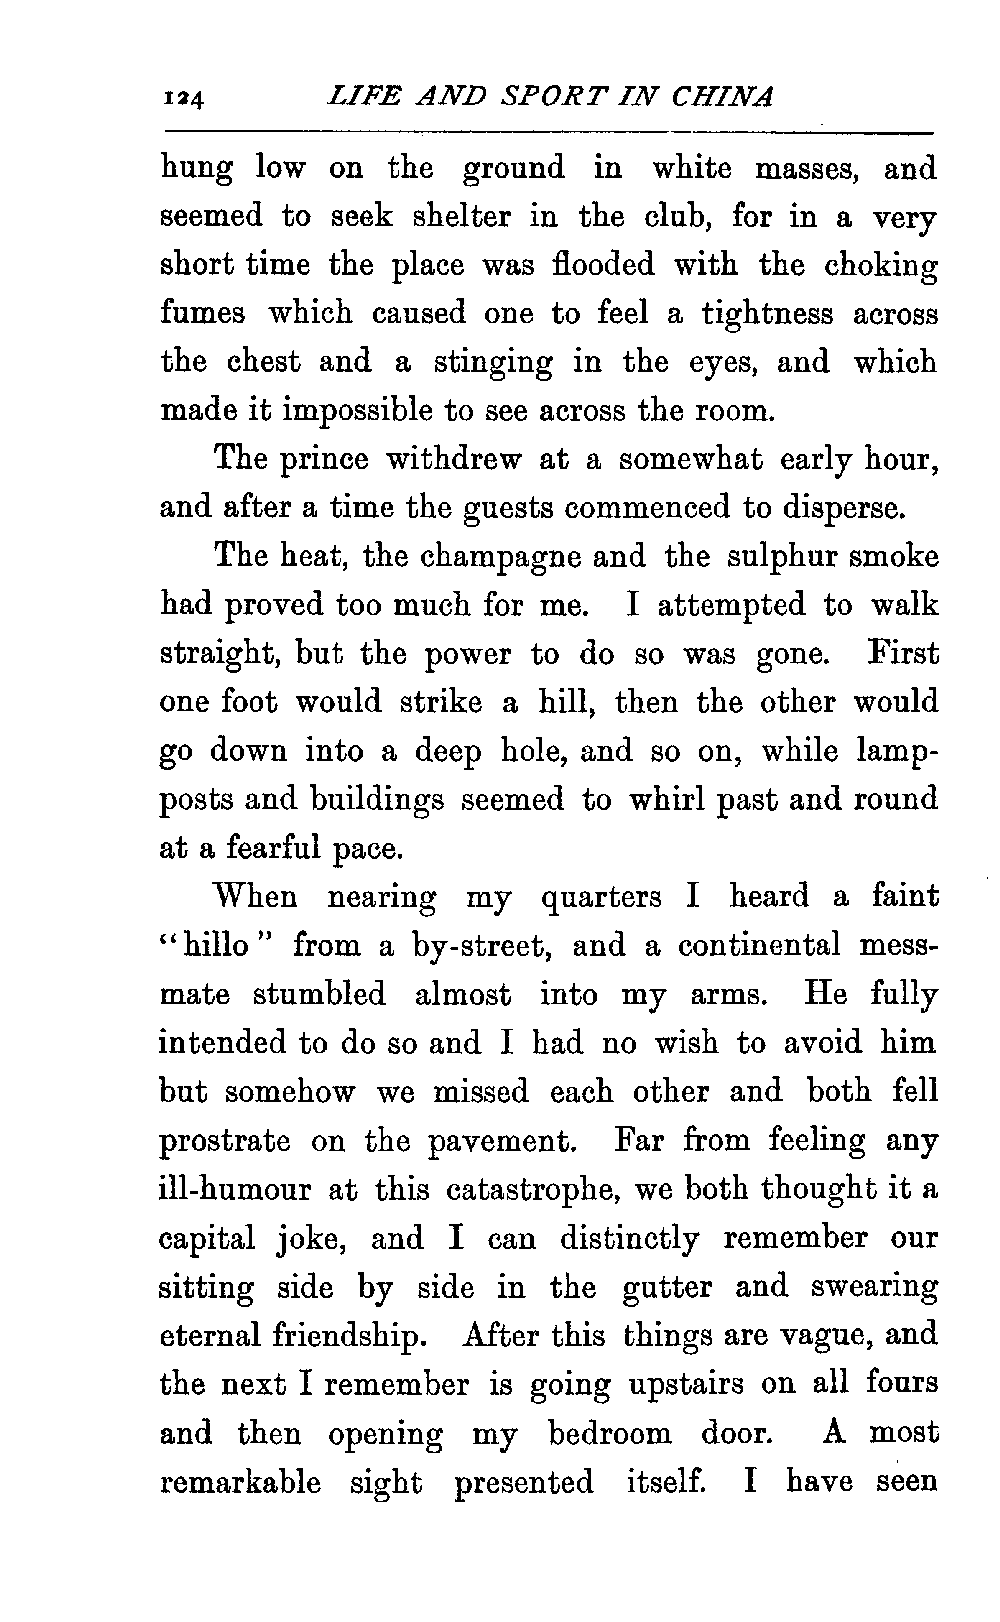 124 LIFE AND SPORT IN CHINA
hung low on the ground in white masses, and
seemed to seek shelter in the club, for in a very
short time the place was flooded with the choking
fumes which caused one to feel a tightness across
the chest and a stinging in the eyes, and which
made it impossible to see across the room.
The prince withdrew at a somewhat early hour,
and after a time the guests commenced to disperse.
The heat, the champagne and the sulphur smoke
had proved too much for me. I attempted to walk
straight, but the power to do so was gone. First
one foot would strike a hill, then the other would
go down into a deep hole, and so on, while lamp-
posts and buildings seemed to whirl past and round
at a fearful pace.
When nearing my quarters I heard a faint
“hillo” from a by-street, and a continental mess-
mate stumbled almost into my arms. He fully
intended to do so and I had no wish to avoid him
but somehow we missed each other and both fell
prostrate on the pavement. Far from feeling any
ill-humour at this catastrophe, we both thought it a
capital joke, and I can distinctly remember our
sitting side by side in the gutter and swearing
eternal friendship. After this things are vague, and
the next I remember is going upstairs on all fours
and then opening my bedroom door. A most
remarkable sight presented itself. I have seen